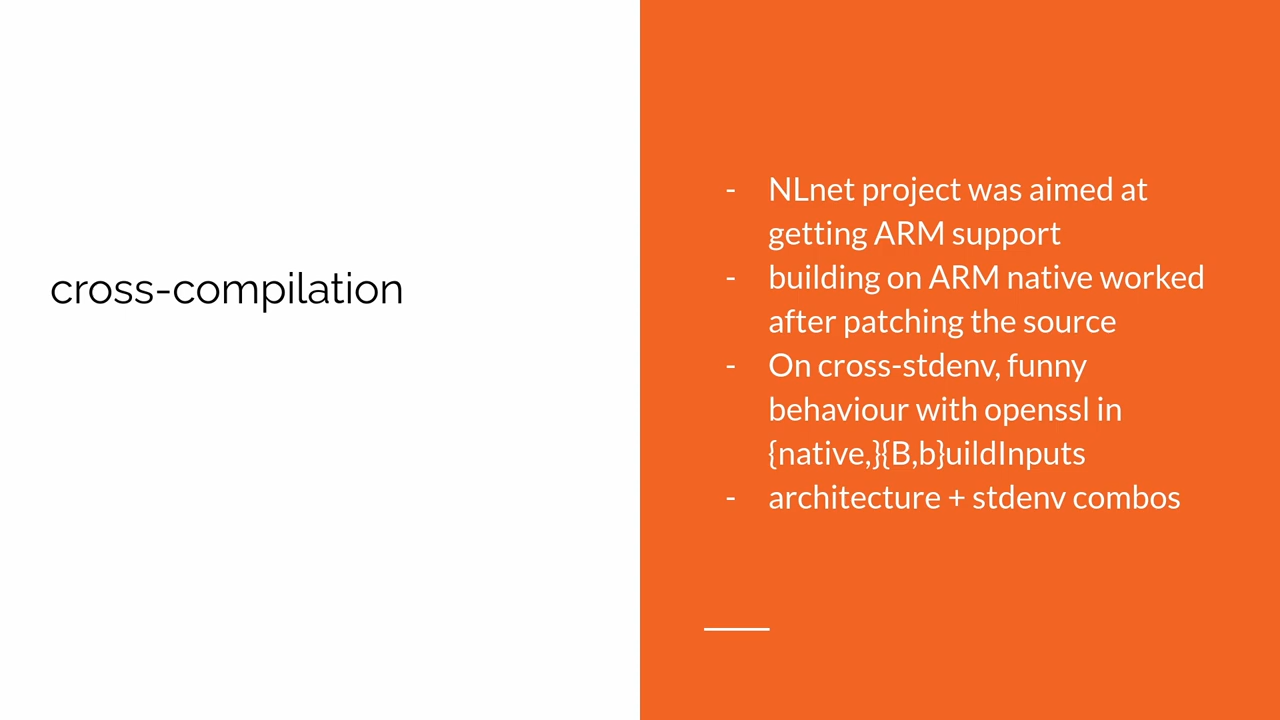 cross-compilation
- NLnet project was aimed at
getting ARM support
- building on ARM native worked
after patching the source
- On cross-stdenv, funny
behaviour with openssl in
{native,}{B,b}uildInputs
- architecture + stdenv combos